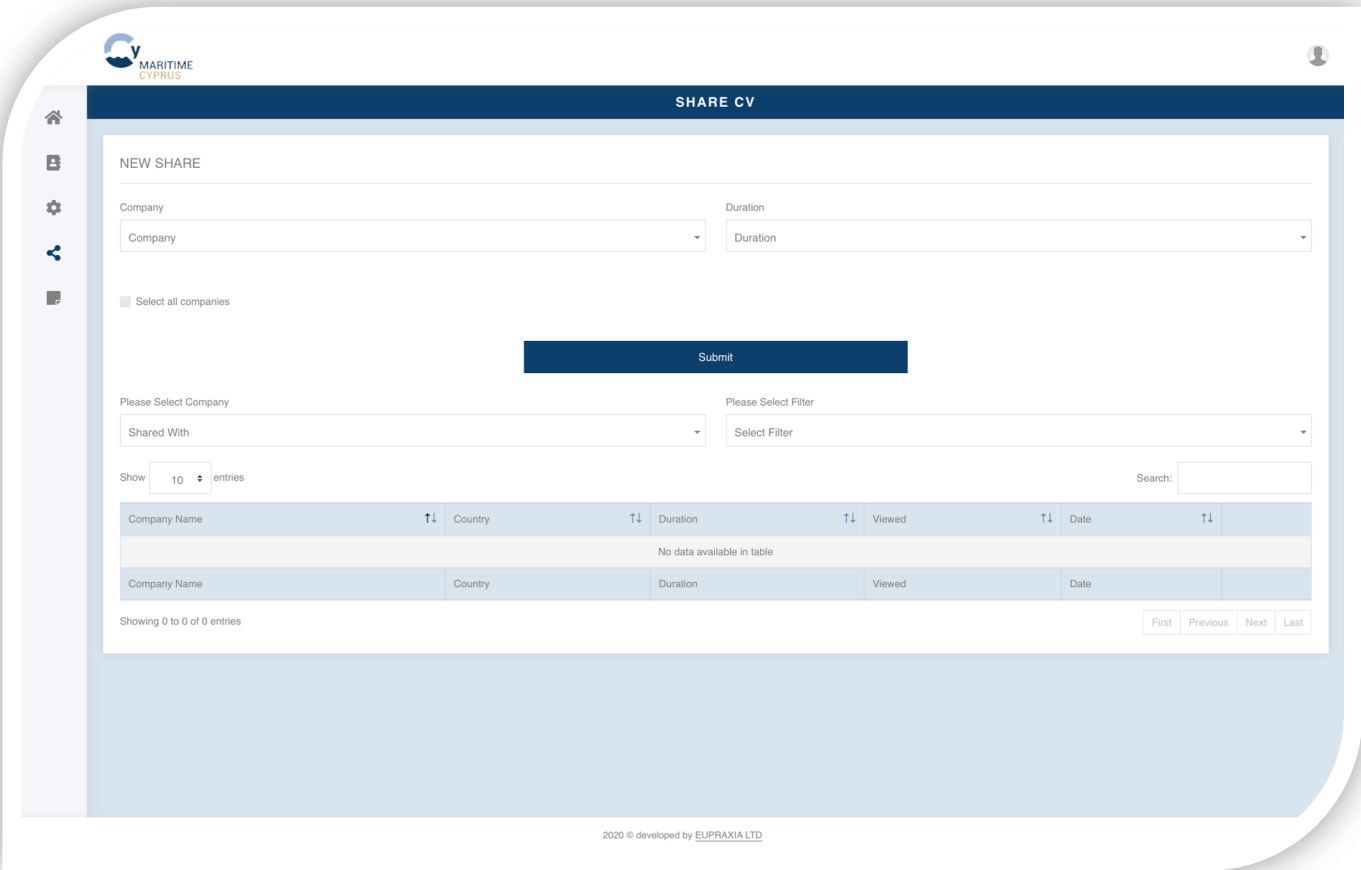 Cy
MARITIME
CYPRUS
SHARE CV
NEW SHARE
Company Duration
Company Duration
Select all companies
Submit
Please Select Company Please Select Filter
Shared With Select Filter
Show 10 entries Search:
Company Name Country Duration Viewed Date
No data available in table
Company Name Country Duration Viewed Date
Showing 0 to 0 of 0 entries First Previous Next Last
2020 © developed by EUPRAXIA LTD